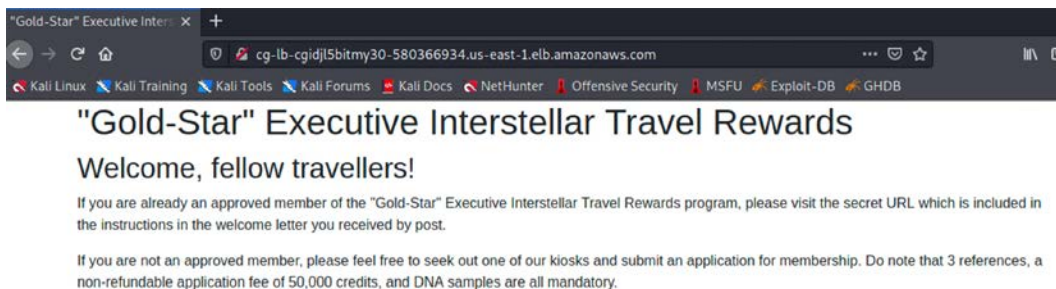 "Gold-Star" Executive Inters
cg-lb-cgidjl5bitmy30-580366934.us-east-1.elb.amazonaws.com
Kali Linux Kali Training Kali Tools Kali Forums Kali Docs NetHunter Offensive Security MSFU Exploit-DB GHDB
"Gold-Star" Executive Interstellar Travel Rewards
Welcome, fellow travellers!
If you are already an approved member of the "Gold-Star" Executive Interstellar Travel Rewards program, please visit the secret URL which is included in
the instructions in the welcome letter you received by post.
If you are not an approved member, please feel free to seek out one of our kiosks and submit an application for membership. Do note that 3 references, a
non-refundable application fee of 50,000 credits, and DNA samples are all mandatory.